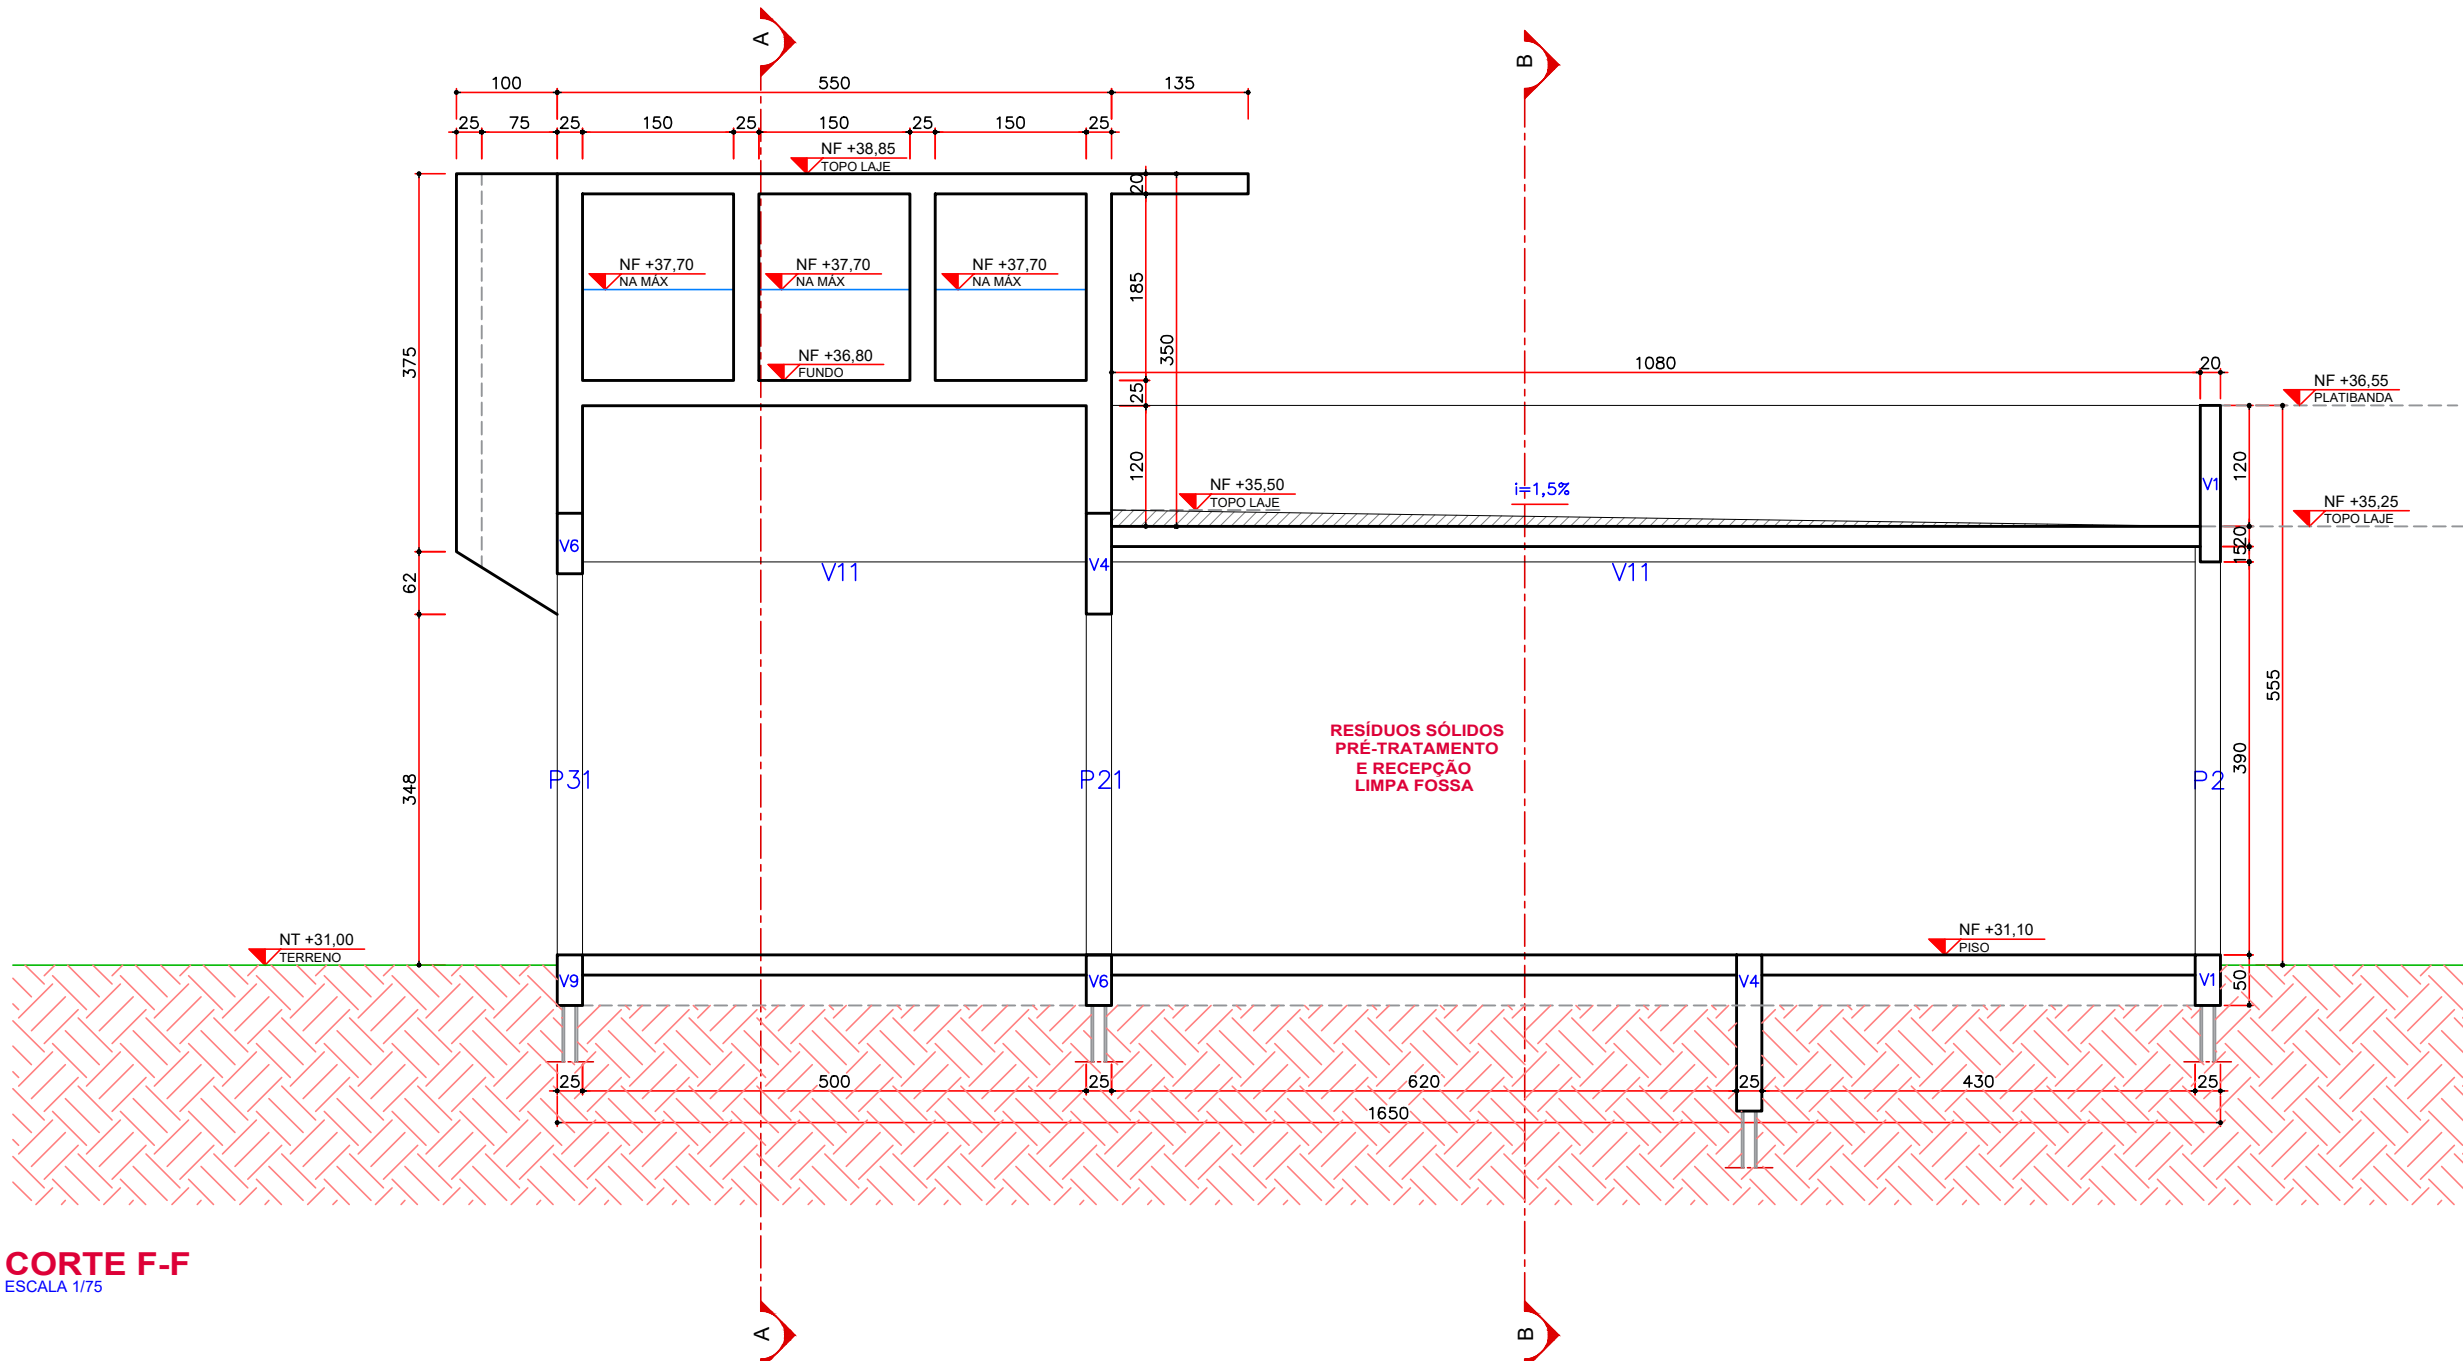 A
B
100
550
135
25
75
25
150
25
150
25
150
25
NF +38,85
TOPO LAJE
20
NF +37,70
NA MÁX
NF +37,70
NA MÁX
NF +37,70
NA MÁX
185
350
375
NF +36,80
FUNDO
25
1080
20
NF +36,55
PLATIBANDA
120
NF +35,50
TOPO LAJE
i=1,5%
V1
120
NF +35,25
TOPO LAJE
V6
V4
20
15
V11
V11
62
555
RESÍDUOS SÓLIDOS
PRÉ-TRATAMENTO
E RECEPÇÃO
LIMPA FOSSA
348
P31
P21
P2
390
NT +31,00
TERRENO
NF +31,10
PISO
V9
V6
V4
V1
50
25
500
25
620
25
430
25
1650
CORTE F-F
ESCALA 1/75
A
B